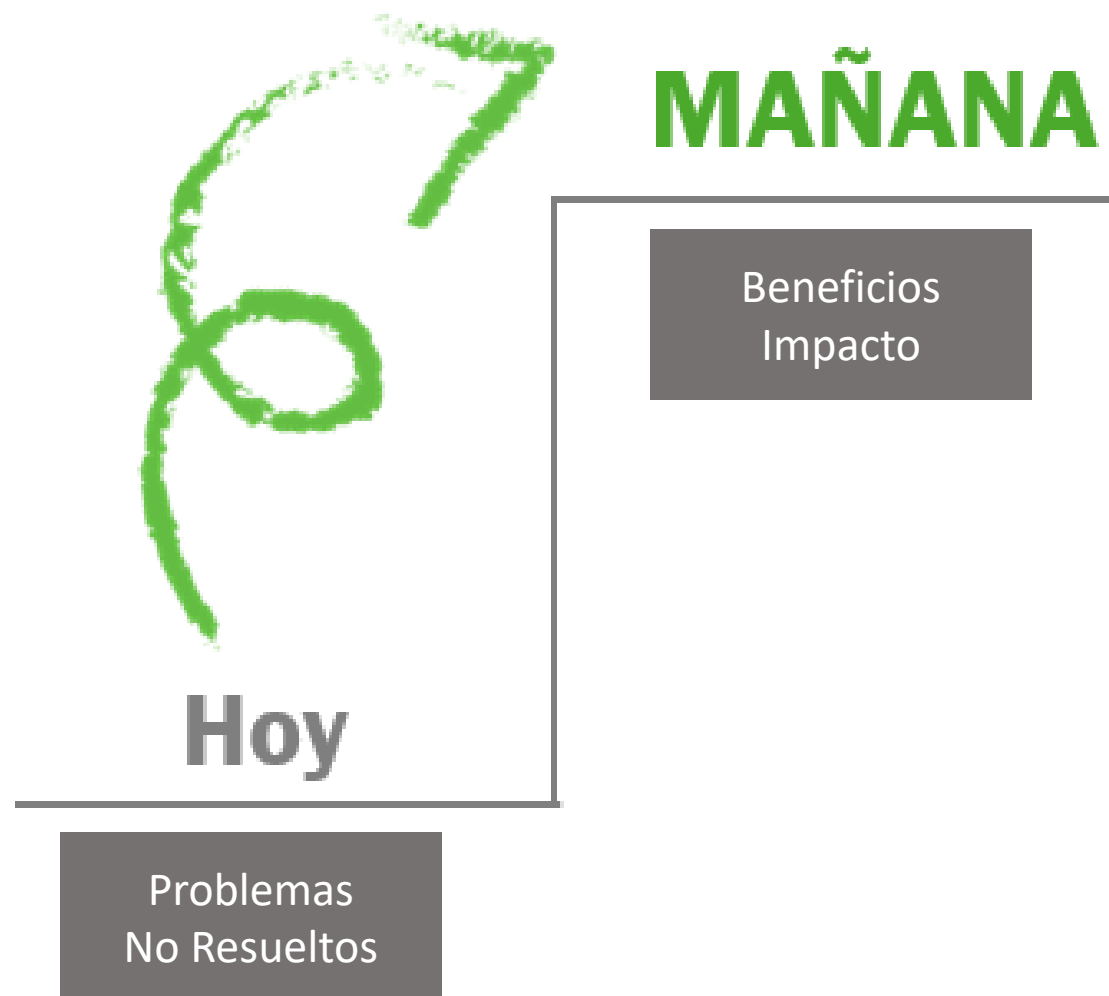 MAÑANA
Beneficios
Impacto
Hoy
Problemas
No Resueltos